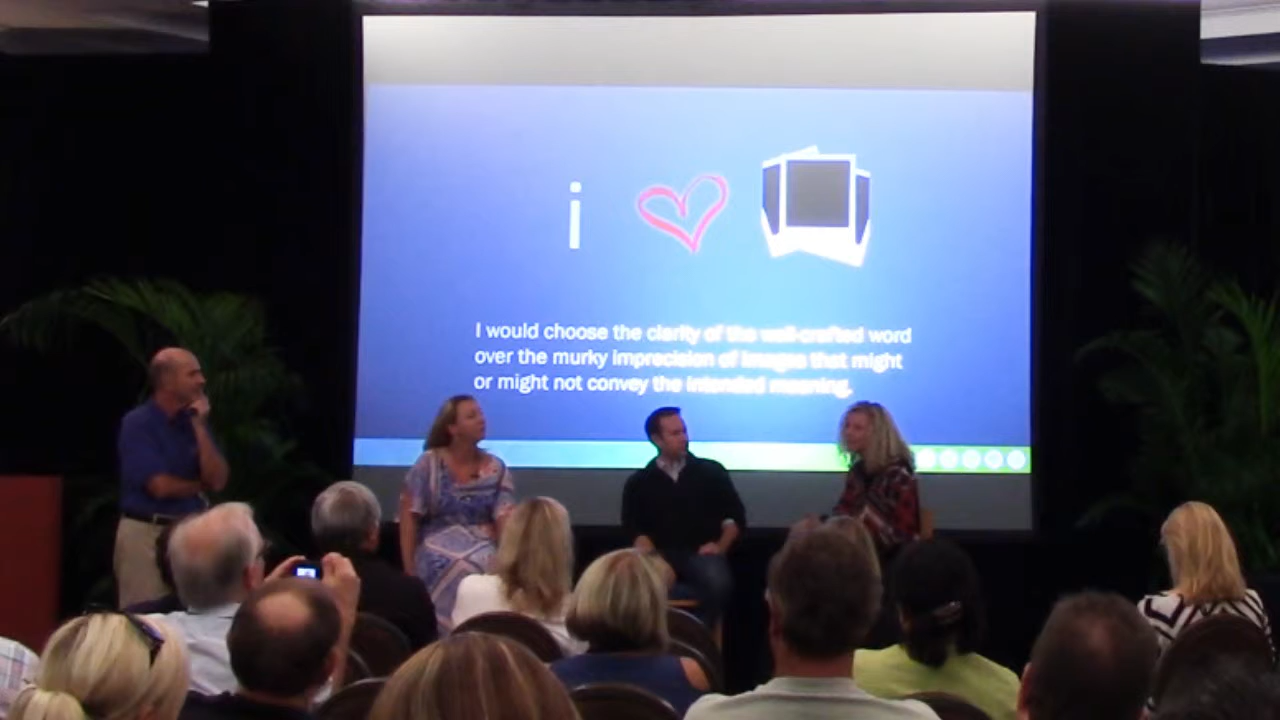 i
I would choose the clarity of the well-crafted word
over the murky imprecision of images that might
or might not convey the intended meaning.